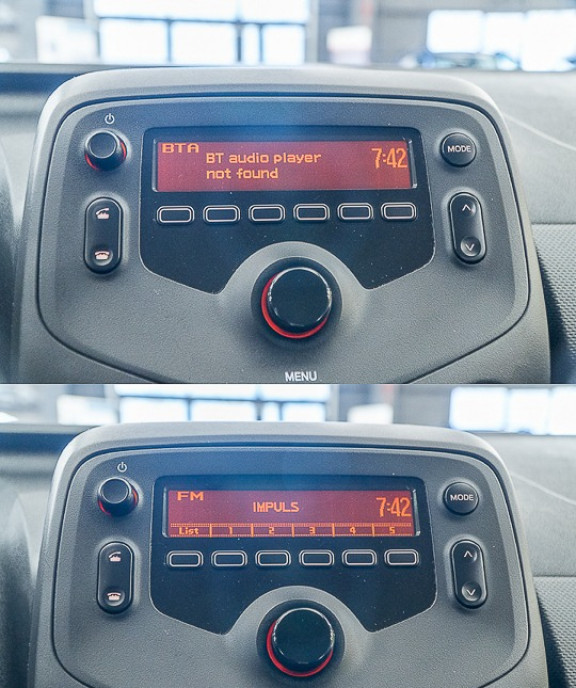 BTA
BT audio player
not found
7:42
MODE
MENU
FM
IMPULS
7:42
List 1 2 3 4 5
MODE